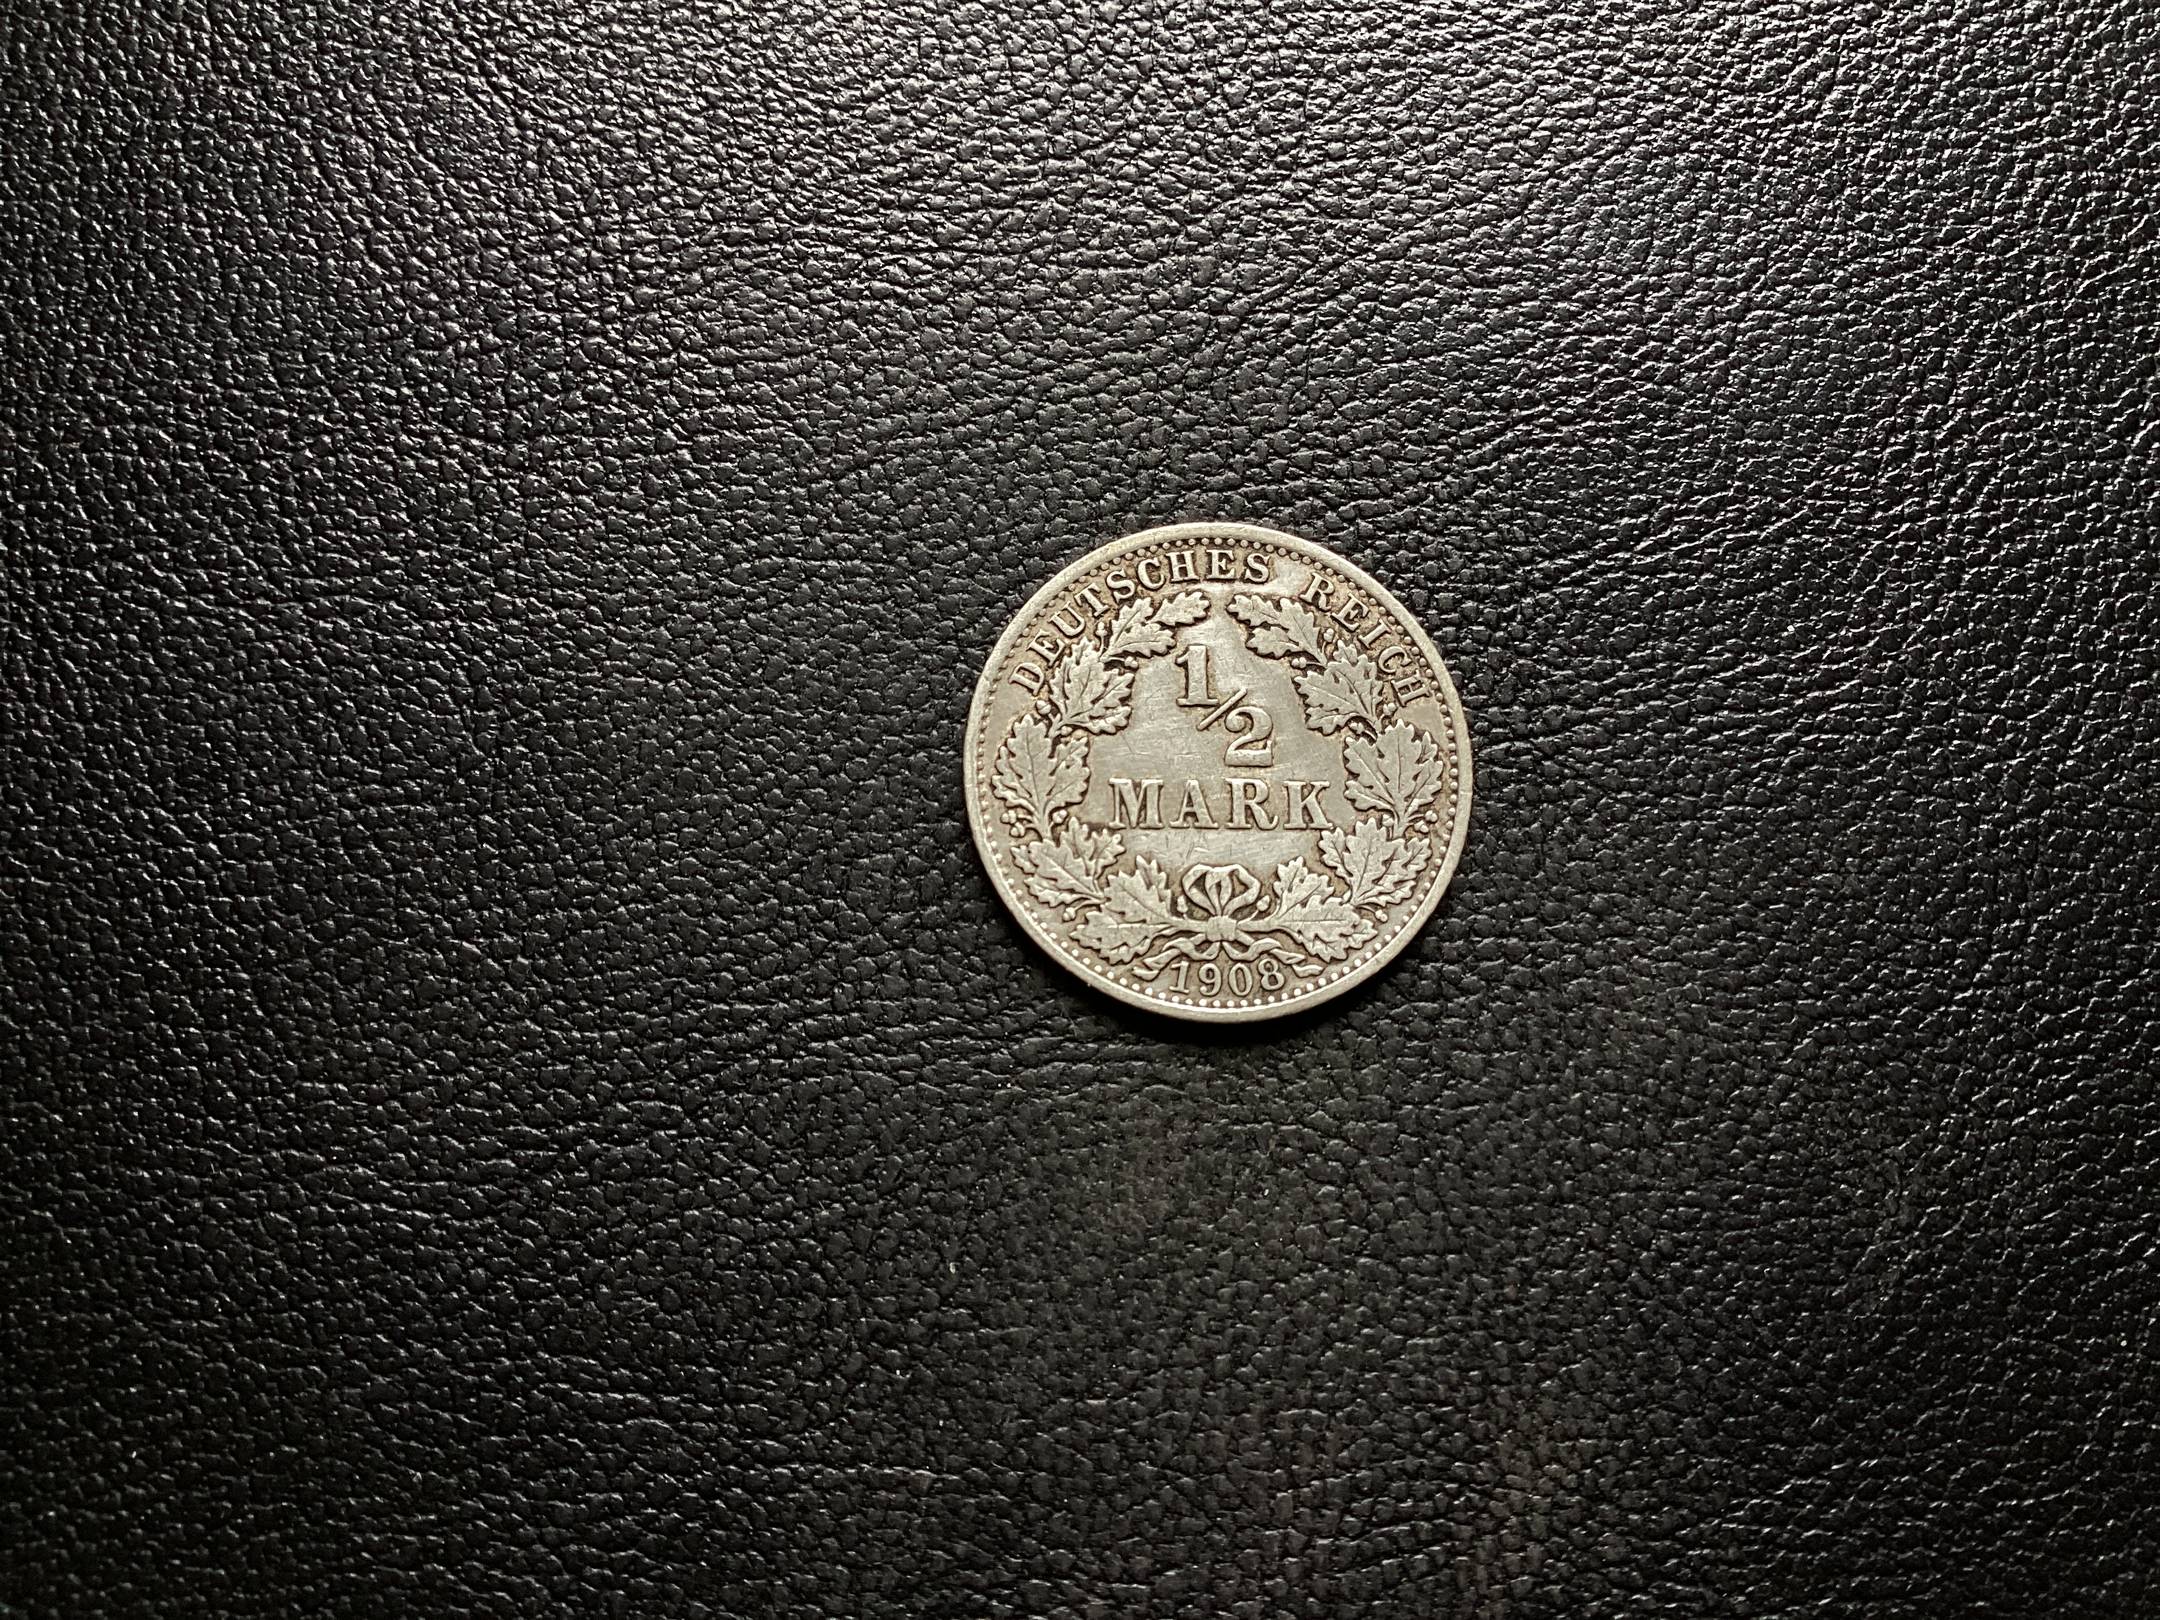 DEUTSCHES REICH
1/2
MARK
1908